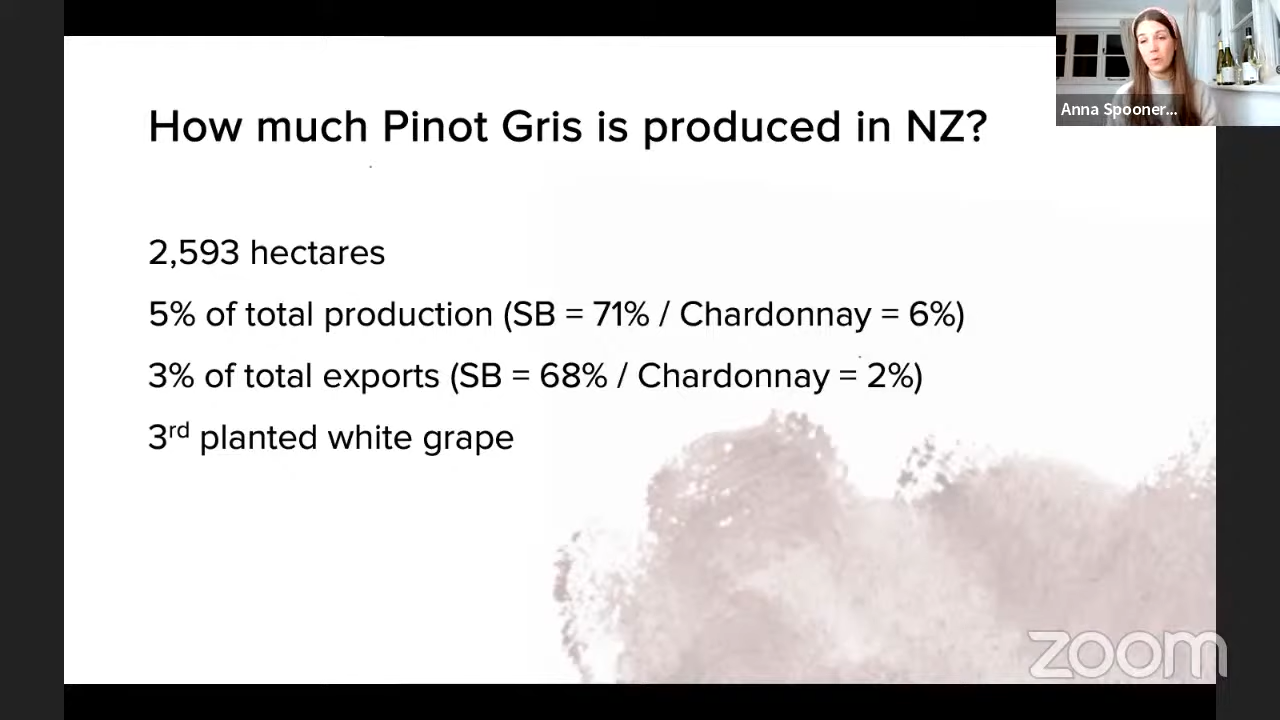 Anna Spooner...
How much Pinot Gris is produced in NZ?
2,593 hectares
5% of total production (SB = 71% / Chardonnay = 6%)
3% of total exports (SB = 68% / Chardonnay = 2%)
3rd planted white grape
zoom